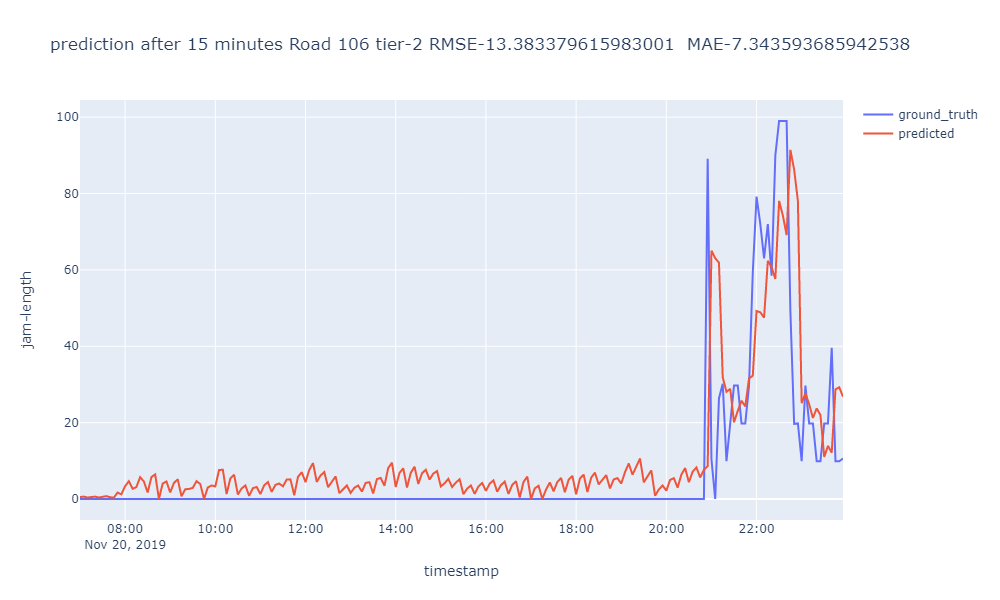 prediction after 15 minutes Road 106 tier-2 RMSE-13.383379615983001  MAE-7.343593685942538
ground_truth
predicted
100
80
60
40
20
0
jam-length
08:00
10:00
12:00
14:00
16:00
18:00
20:00
22:00
Nov 20, 2019
timestamp